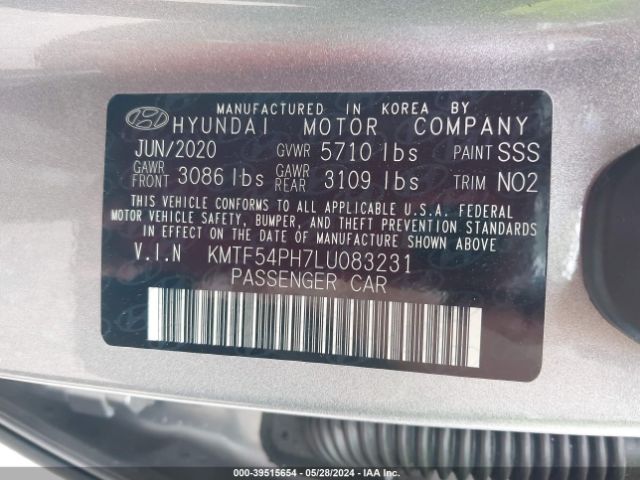 MANUFACTURED IN KOREA BY
HYUNDAI MOTOR COMPANY
JUN/2020 GVWR 5710 lbs PAINT SSS
GAWR FRONT 3086 lbs GAWR REAR 3109 lbs TRIM NO2
THIS VEHICLE CONFORMS TO ALL APPLICABLE U.S.A. FEDERAL
MOTOR VEHICLE SAFETY, BUMPER, AND THEFT PREVENTION STANDARDS
IN EFFECT ON THE DATE OF MANUFACTURE SHOWN ABOVE
V.I.N KMTF54PH7LU083231
PASSENGER CAR
000-39515654 - 05/28/2024 - IAA Inc.